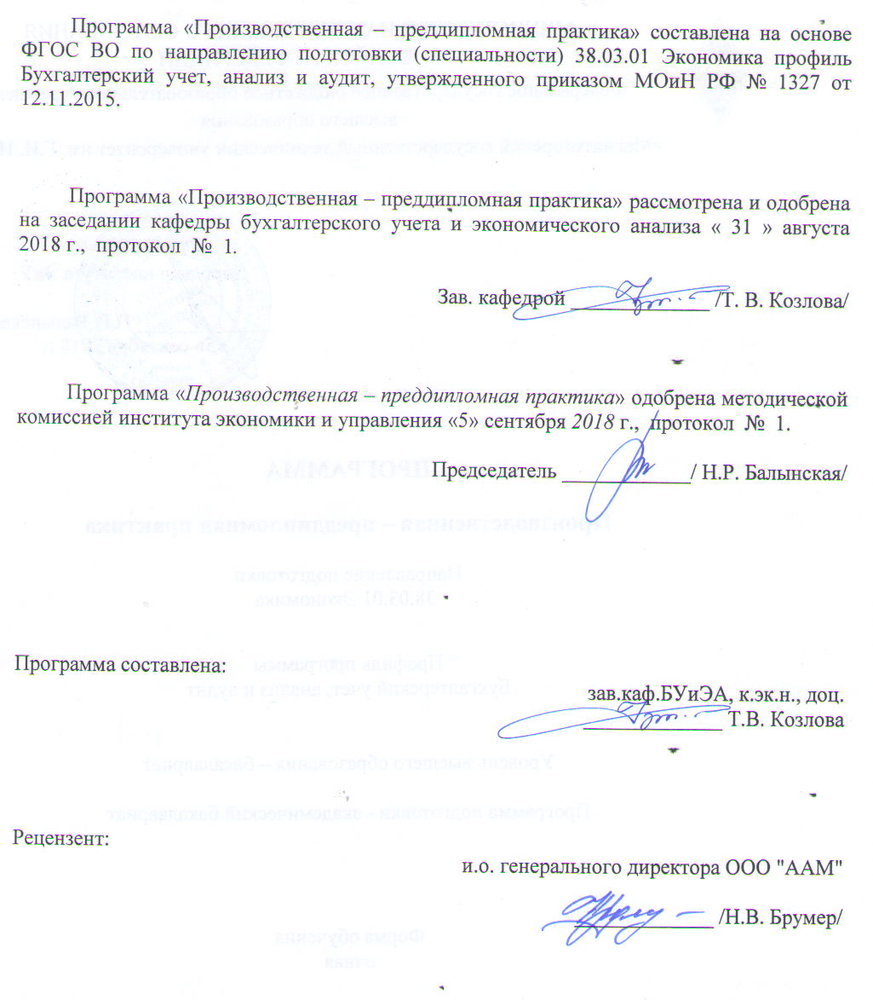 Программа «Производственная – преддипломная практика» составлена на основе
ФГОС ВО по направлению подготовки (специальности) 38.03.01 Экономика профиль
Бухгалтерский учет, анализ и аудит, утвержденного приказом МОиН РФ № 1327 от
12.11.2015.
Программа «Производственная – преддипломная практика» рассмотрена и одобрена
на заседании кафедры бухгалтерского учета и экономического анализа « 31 » августа
2018 г., протокол № 1.
Зав. кафедрой ______________ /Т. В. Козлова/
Программа «Производственная – преддипломная практика» одобрена методической
комиссией института экономики и управления «5» сентября 2018 г., протокол № 1.
Председатель _____________/ Н.Р. Балынская/
Программа составлена:
зав.каф.БУиЭА, к.эк.н., доц.
______________ Т.В. Козлова
Рецензент:
и.о. генерального директора ООО "ААМ"
______________ /Н.В. Брумер/